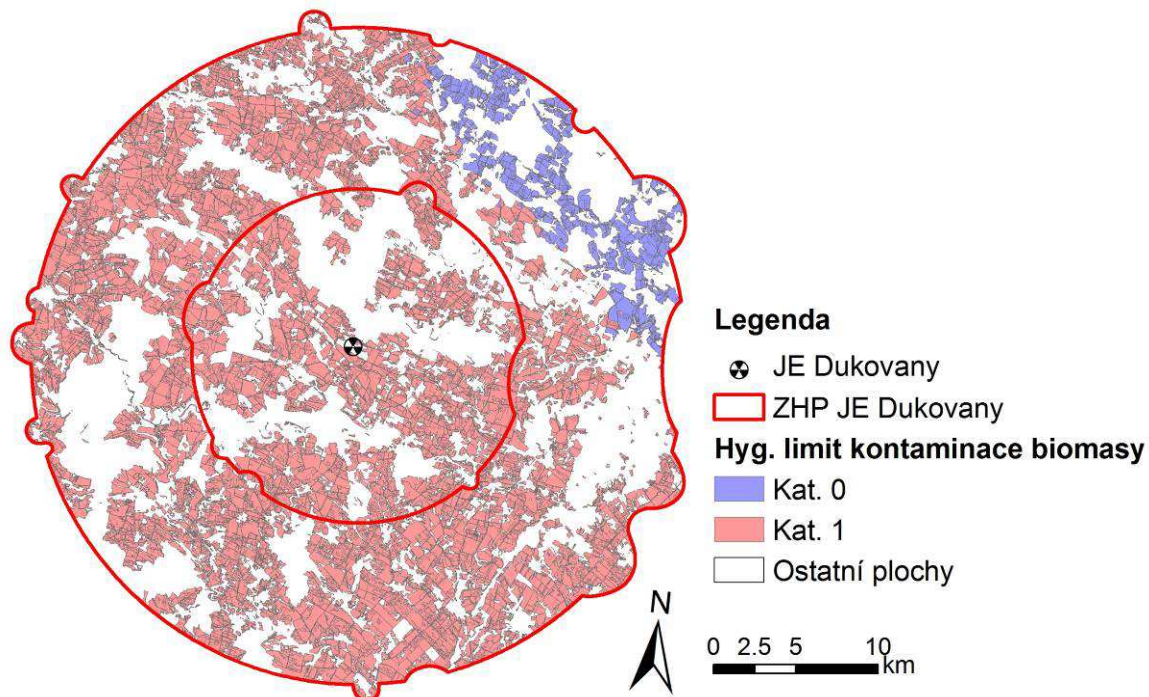 Legenda
JE Dukovany
ZHP JE Dukovany
Hyg. limit kontaminace biomasy
Kat. 0
Kat. 1
Ostatní plochy
N
0 2.5 5 10
km